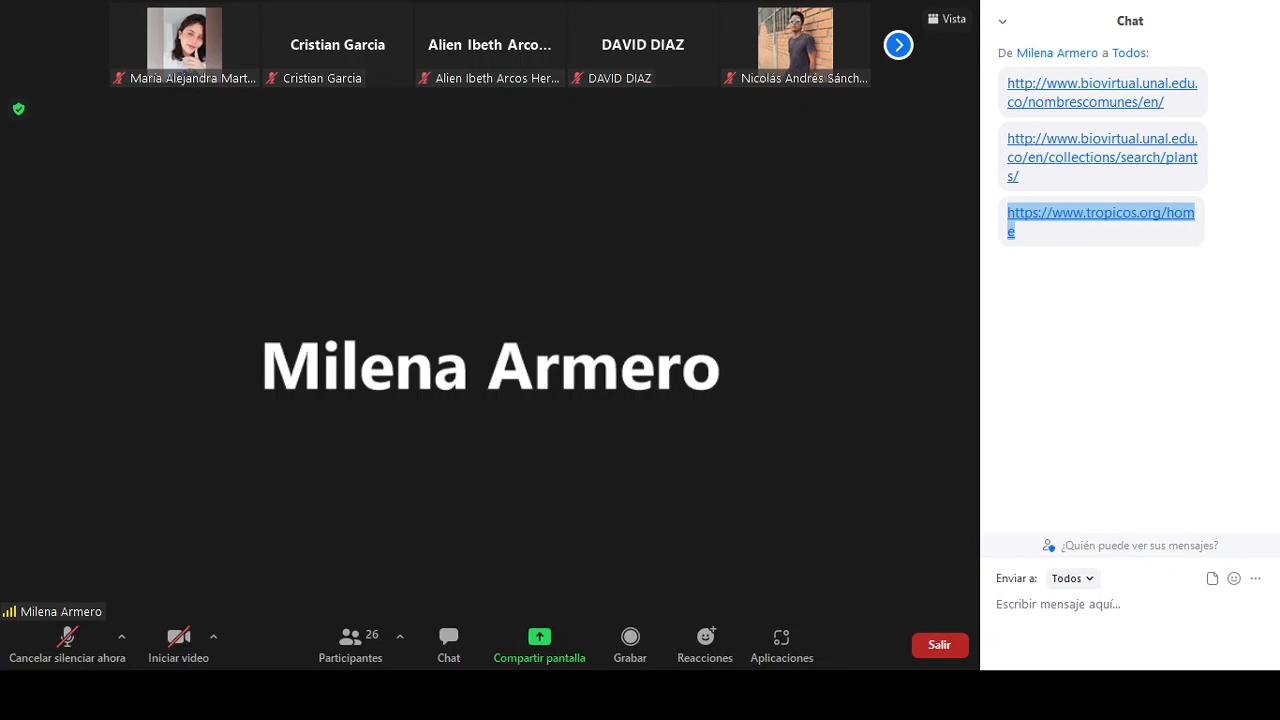 Cristian Garcia
Alien Ibeth Arco...
DAVID DIAZ
Vista
María Alejandra Mart...
Cristian Garcia
Alien Ibeth Arcos Her...
DAVID DIAZ
Nicolás Andrés Sánch...
Milena Armero
Milena Armero
Cancelar silenciar ahora
Iniciar video
26
Participantes
Chat
Compartir pantalla
Grabar
Reacciones
Aplicaciones
Salir
Chat
De Milena Armero a Todos:
http://www.biovirtual.unal.edu.
co/nombrescomunes/en/
http://www.biovirtual.unal.edu.
co/en/collections/search/plant
s/
https://www.tropicos.org/hom
e
¿Quién puede ver sus mensajes?
Enviar a: Todos
Escribir mensaje aquí...